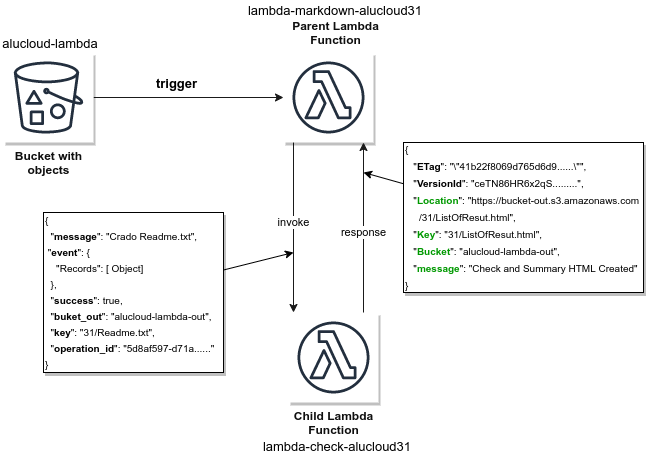 lambda-markdown-alucloud31
Parent Lambda
Function
alucloud-lambda
trigger
Bucket with
objects
{
"ETag": "\"41b22f8069d765d6d9......\"",
"VersionId": "ceTN86HR6x2qS.........",
"Location": "https://bucket-out.s3.amazonaws.com
/31/ListOfResut.html",
"Key": "31/ListOfResut.html",
"Bucket": "alucloud-lambda-out",
"message": "Check and Summary HTML Created"
}
invoke
response
{
"message": "Crado Readme.txt",
"event": {
"Records": [ Object]
},
"success": true,
"buket_out": "alucloud-lambda-out",
"key": "31/Readme.txt",
"operation_id": "5d8af597-d71a......"
}
Child Lambda
Function
lambda-check-alucloud31